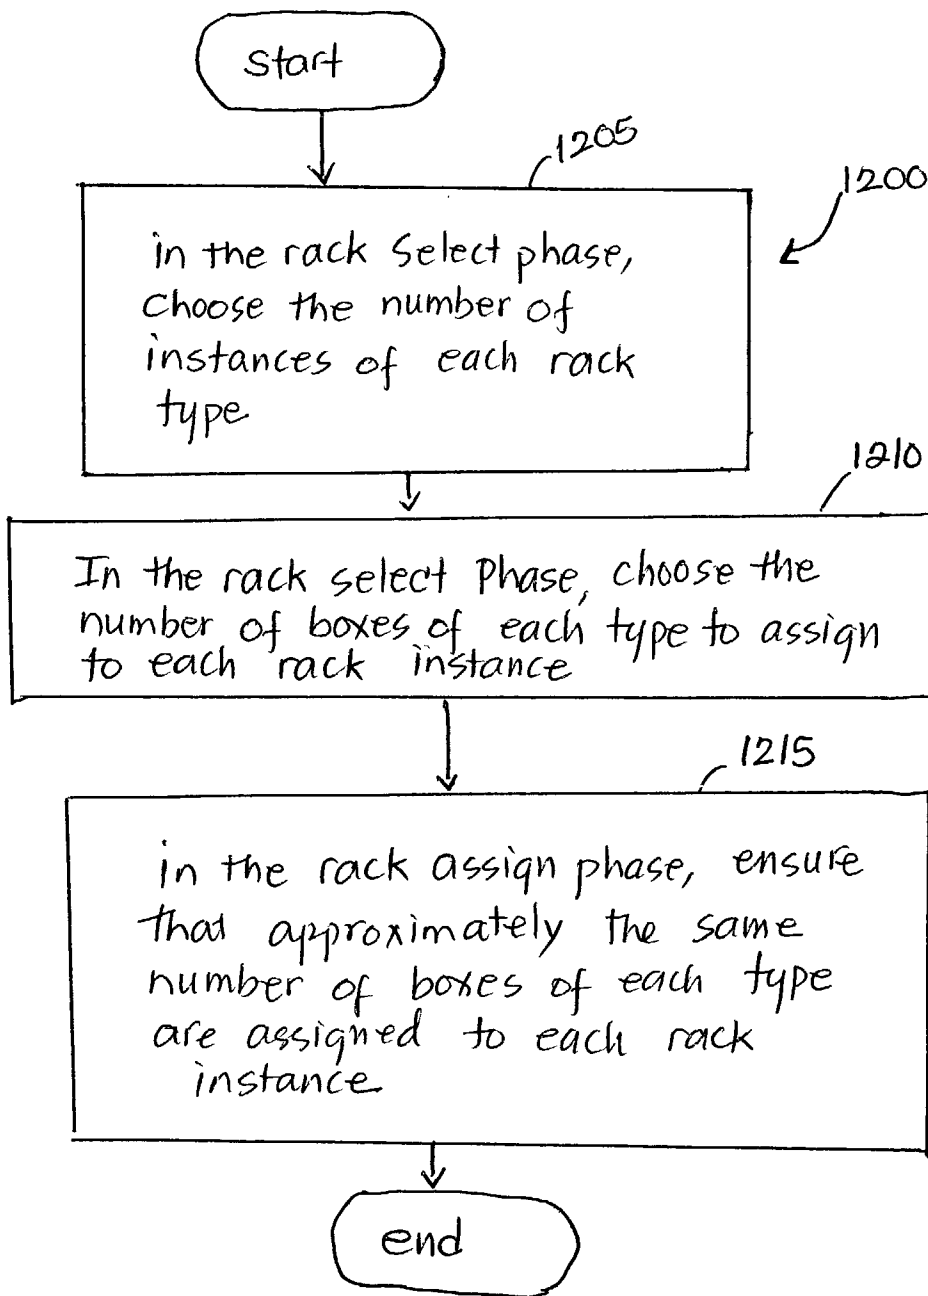 start
1205
1200
in the rack Select phase,
Choose the number of
instances of each rack
type
1210
In the rack select Phase, choose the
number of boxes of each type to assign
to each rack instance
1215
in the rack assign phase, ensure
that approximately the same
number of boxes of each type
are assigned to each rack
instance
end